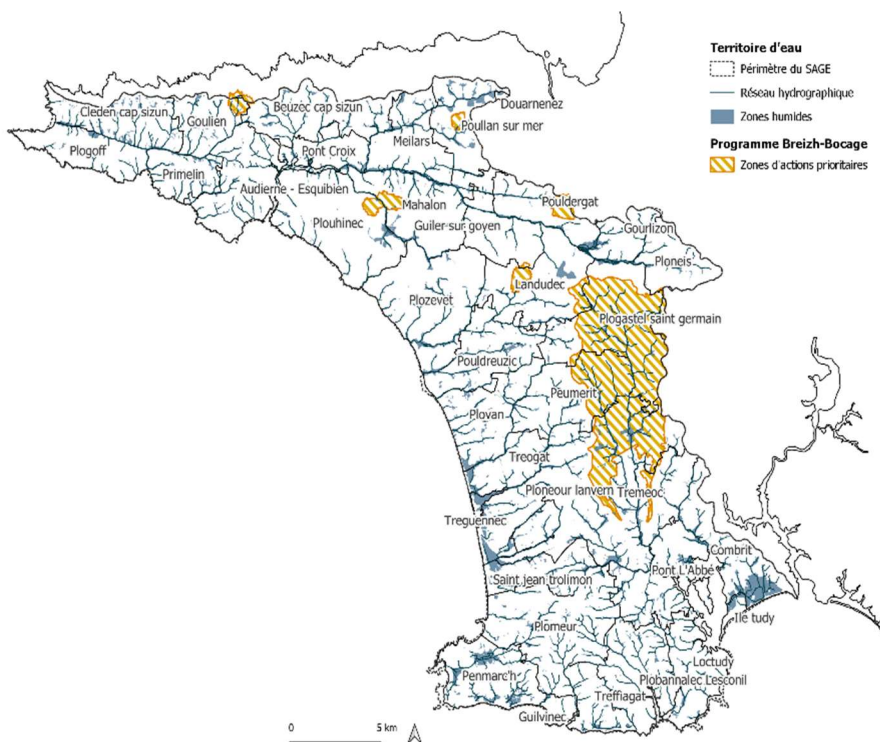 Territoire d'eau
Périmètre du SAGE
Réseau hydrographique
Zones humides
Programme Breizh-Bocage
Zones d'actions prioritaires
Cleden cap sizun
Goulien
Beuzec cap sizun
Douarnenez
Poullan sur mer
Plogoff
Pont Croix
Meilars
Primelin
Audierne - Esquibien
Mahalon
Pouldergat
Plouhinec
Guiler sur goyen
Gourlizon
Ploneis
Landudec
Plozevet
Plogastel saint germain
Pouldreuzic
Peumerit
Plovan
Treogat
Ploneour lanvern
Tremeoc
Treguennec
Combrit
Pont L'Abbé
Saint jean trolimon
Ile tudy
Plomeur
Loctudy
Penmarc'h
Plobannalec Lesconil
Treffiagat
Guilvinec
0 5 km